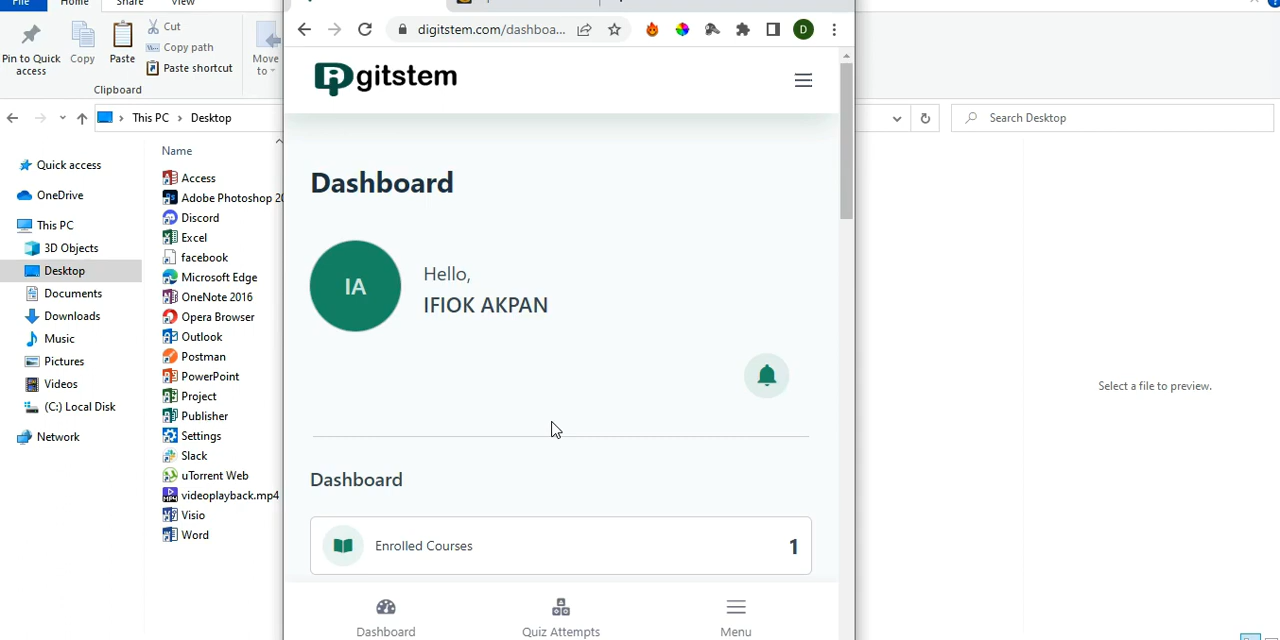 File Home Share View
Cut
Copy path
Paste shortcut
Pin to Quick access
Copy
Paste
Move to
Clipboard
This PC > Desktop
Search Desktop
Quick access
OneDrive
This PC
3D Objects
Desktop
Documents
Downloads
Music
Pictures
Videos
(C:) Local Disk
Network
Name
Access
Adobe Photoshop 20
Discord
Excel
facebook
Microsoft Edge
OneNote 2016
Opera Browser
Outlook
Postman
PowerPoint
Project
Publisher
Settings
Slack
uTorrent Web
videoplayback.mp4
Visio
Word
digitstem.com/dashboa...
D
Digitstem
Dashboard
IA
Hello,
IFIOK AKPAN
Dashboard
Enrolled Courses 1
Dashboard Quiz Attempts Menu
Select a file to preview.